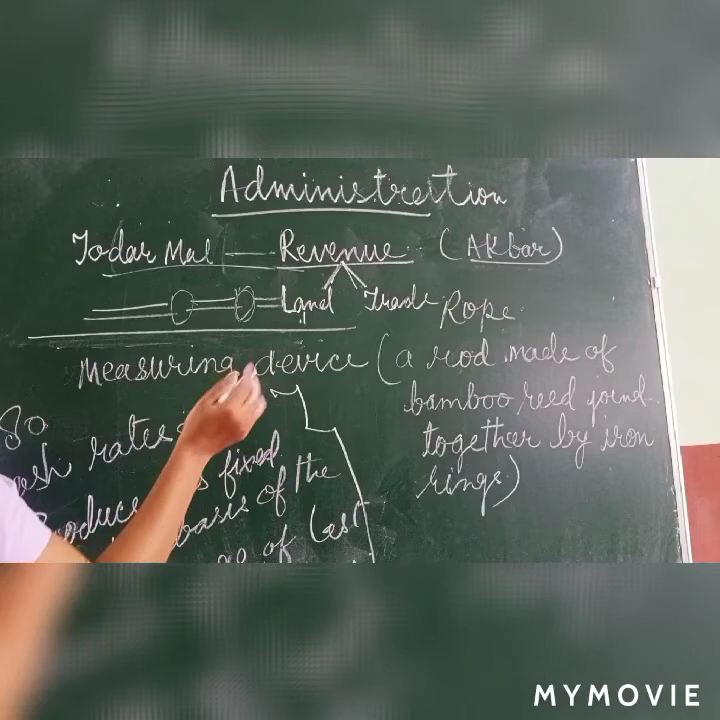 Administration
Todar Mal — Revenue (Akbar)
Land Trade Rope
Measuring device (a rod made of
bamboo reed joined
together by iron
rings)
rates
fixed
basis of the
of Last
MYMOVIE